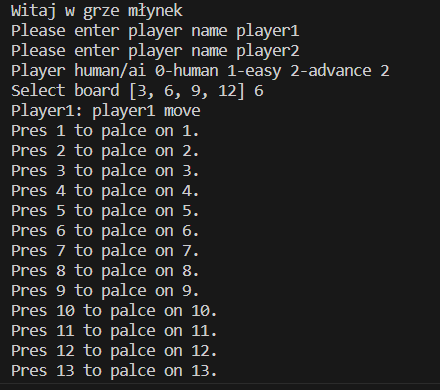 Witaj w grze młynek
Please enter player name player1
Please enter player name player2
Player human/ai 0-human 1-easy 2-advance 2
Select board [3, 6, 9, 12] 6
Player1: player1 move
Pres 1 to palce on 1.
Pres 2 to palce on 2.
Pres 3 to palce on 3.
Pres 4 to palce on 4.
Pres 5 to palce on 5.
Pres 6 to palce on 6.
Pres 7 to palce on 7.
Pres 8 to palce on 8.
Pres 9 to palce on 9.
Pres 10 to palce on 10.
Pres 11 to palce on 11.
Pres 12 to palce on 12.
Pres 13 to palce on 13.